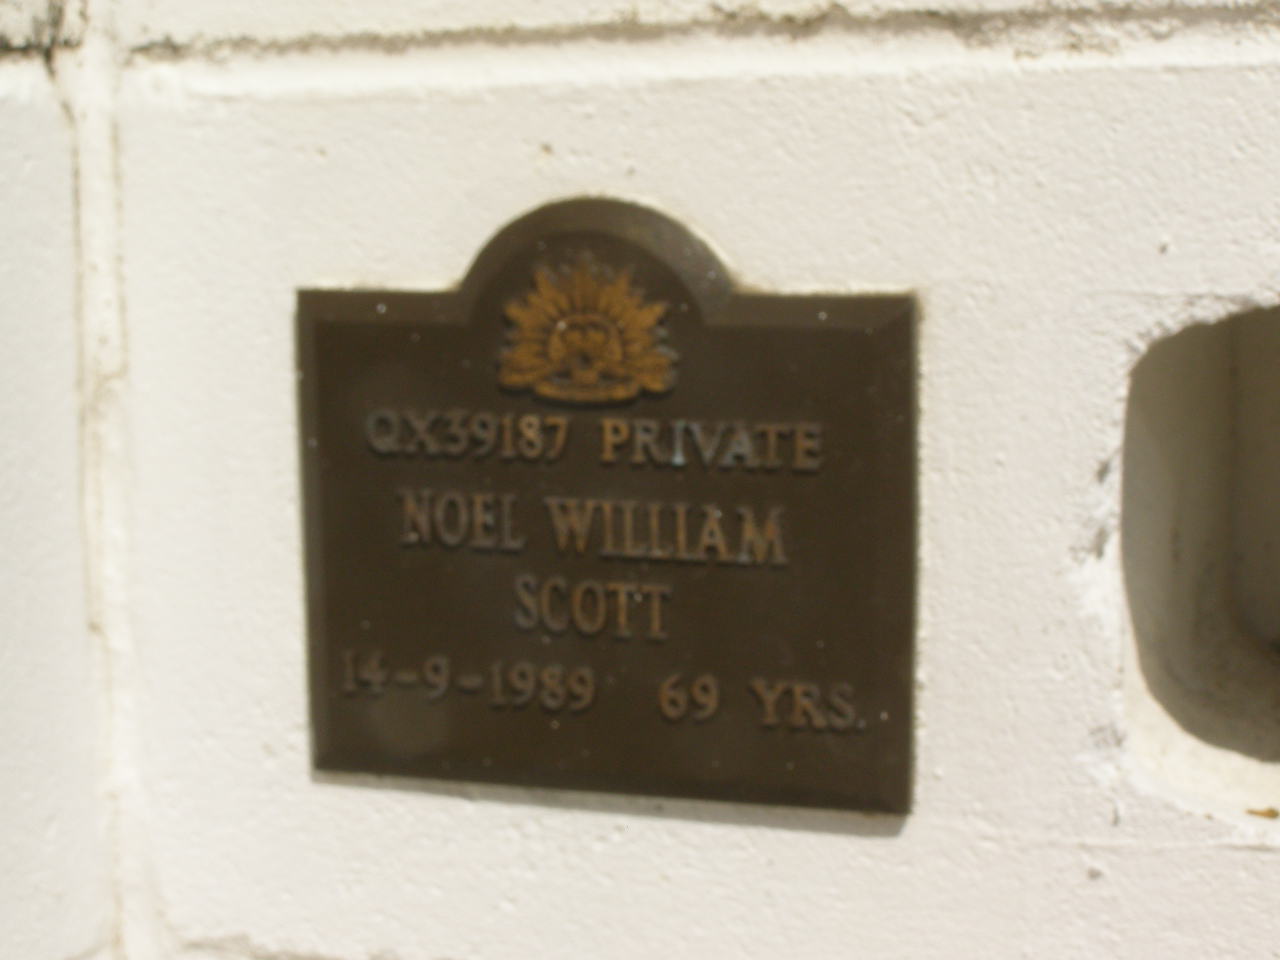 QX39187 PRIVATE
NOEL WILLIAM
SCOTT
14-9-1989 69 YRS.